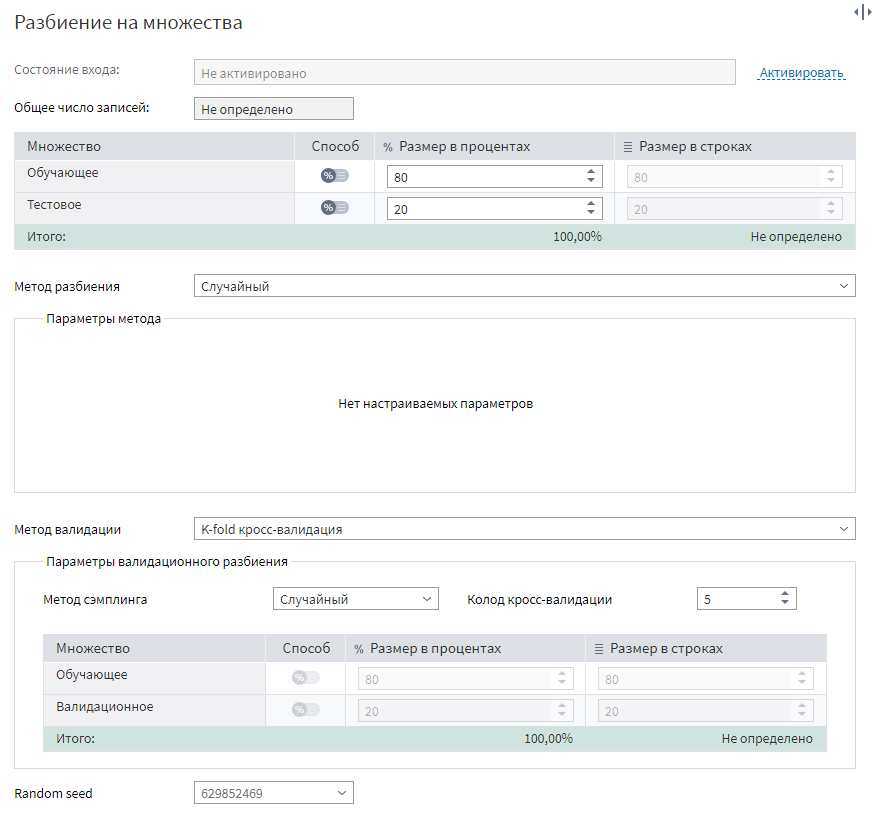 Разбиение на множества
Состояние входа: Не активировано Активировать
Общее число записей: Не определено
Множество Способ % Размер в процентах Размер в строках
Обучающее % 80 80
Тестовое % 20 20
Итого: 100,00% Не определено
Метод разбиения Случайный
Параметры метода
Нет настраиваемых параметров
Метод валидации K-fold кросс-валидация
Параметры валидационного разбиения
Метод сэмплинга Случайный Колод кросс-валидации 5
Множество Способ % Размер в процентах Размер в строках
Обучающее % 80 80
Валидационное % 20 20
Итого: 100,00% Не определено
Random seed 629852469